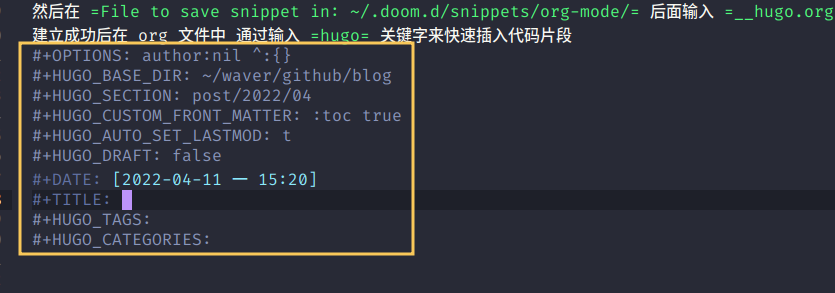 然后在 =File to save snippet in: ~/.doom.d/snippets/org-mode/= 后面输入 =__hugo.org
建立成功后在 org 文件中 通过输入 =hugo= 关键字来快速插入代码片段
#+OPTIONS: author:nil ^:{}
#+HUGO_BASE_DIR: ~/waver/github/blog
#+HUGO_SECTION: post/2022/04
#+HUGO_CUSTOM_FRONT_MATTER: :toc true
#+HUGO_AUTO_SET_LASTMOD: t
#+HUGO_DRAFT: false
#+DATE: [2022-04-11 一 15:20]
#+TITLE:
#+HUGO_TAGS:
#+HUGO_CATEGORIES: